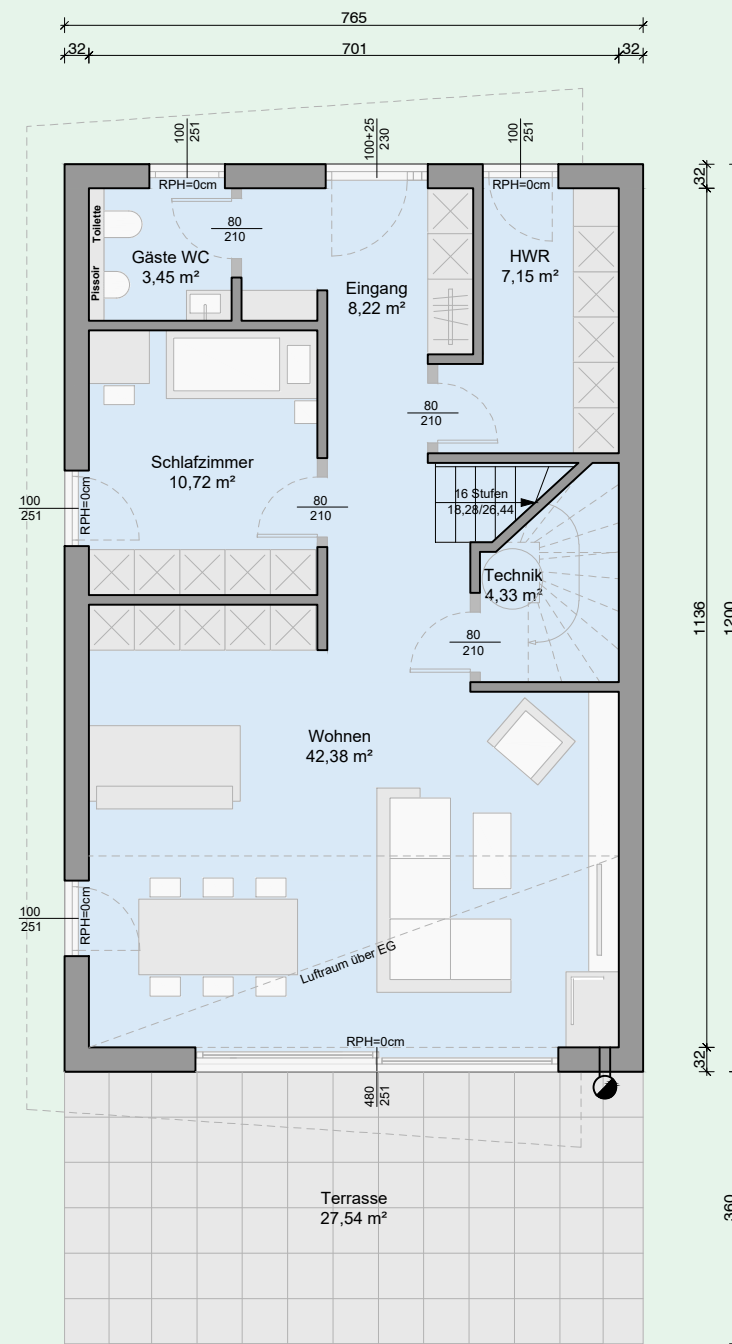 765
32
701
32
100
251
100+25
230
100
251
32
RPH=0cm
RPH=0cm
Toilette
80
210
Gäste WC
3,45 m²
HWR
7,15 m²
Pissoir
Eingang
8,22 m²
80
210
Schlafzimmer
10,72 m²
100
251
RPH=0cm
80
210
16 Stufen
18,28/26,44
Technik
4,33 m²
1136
1200
80
210
Wohnen
42,38 m²
100
251
RPH=0cm
Luftraum über EG
RPH=0cm
32
480
251
Terrasse
27,54 m²
360